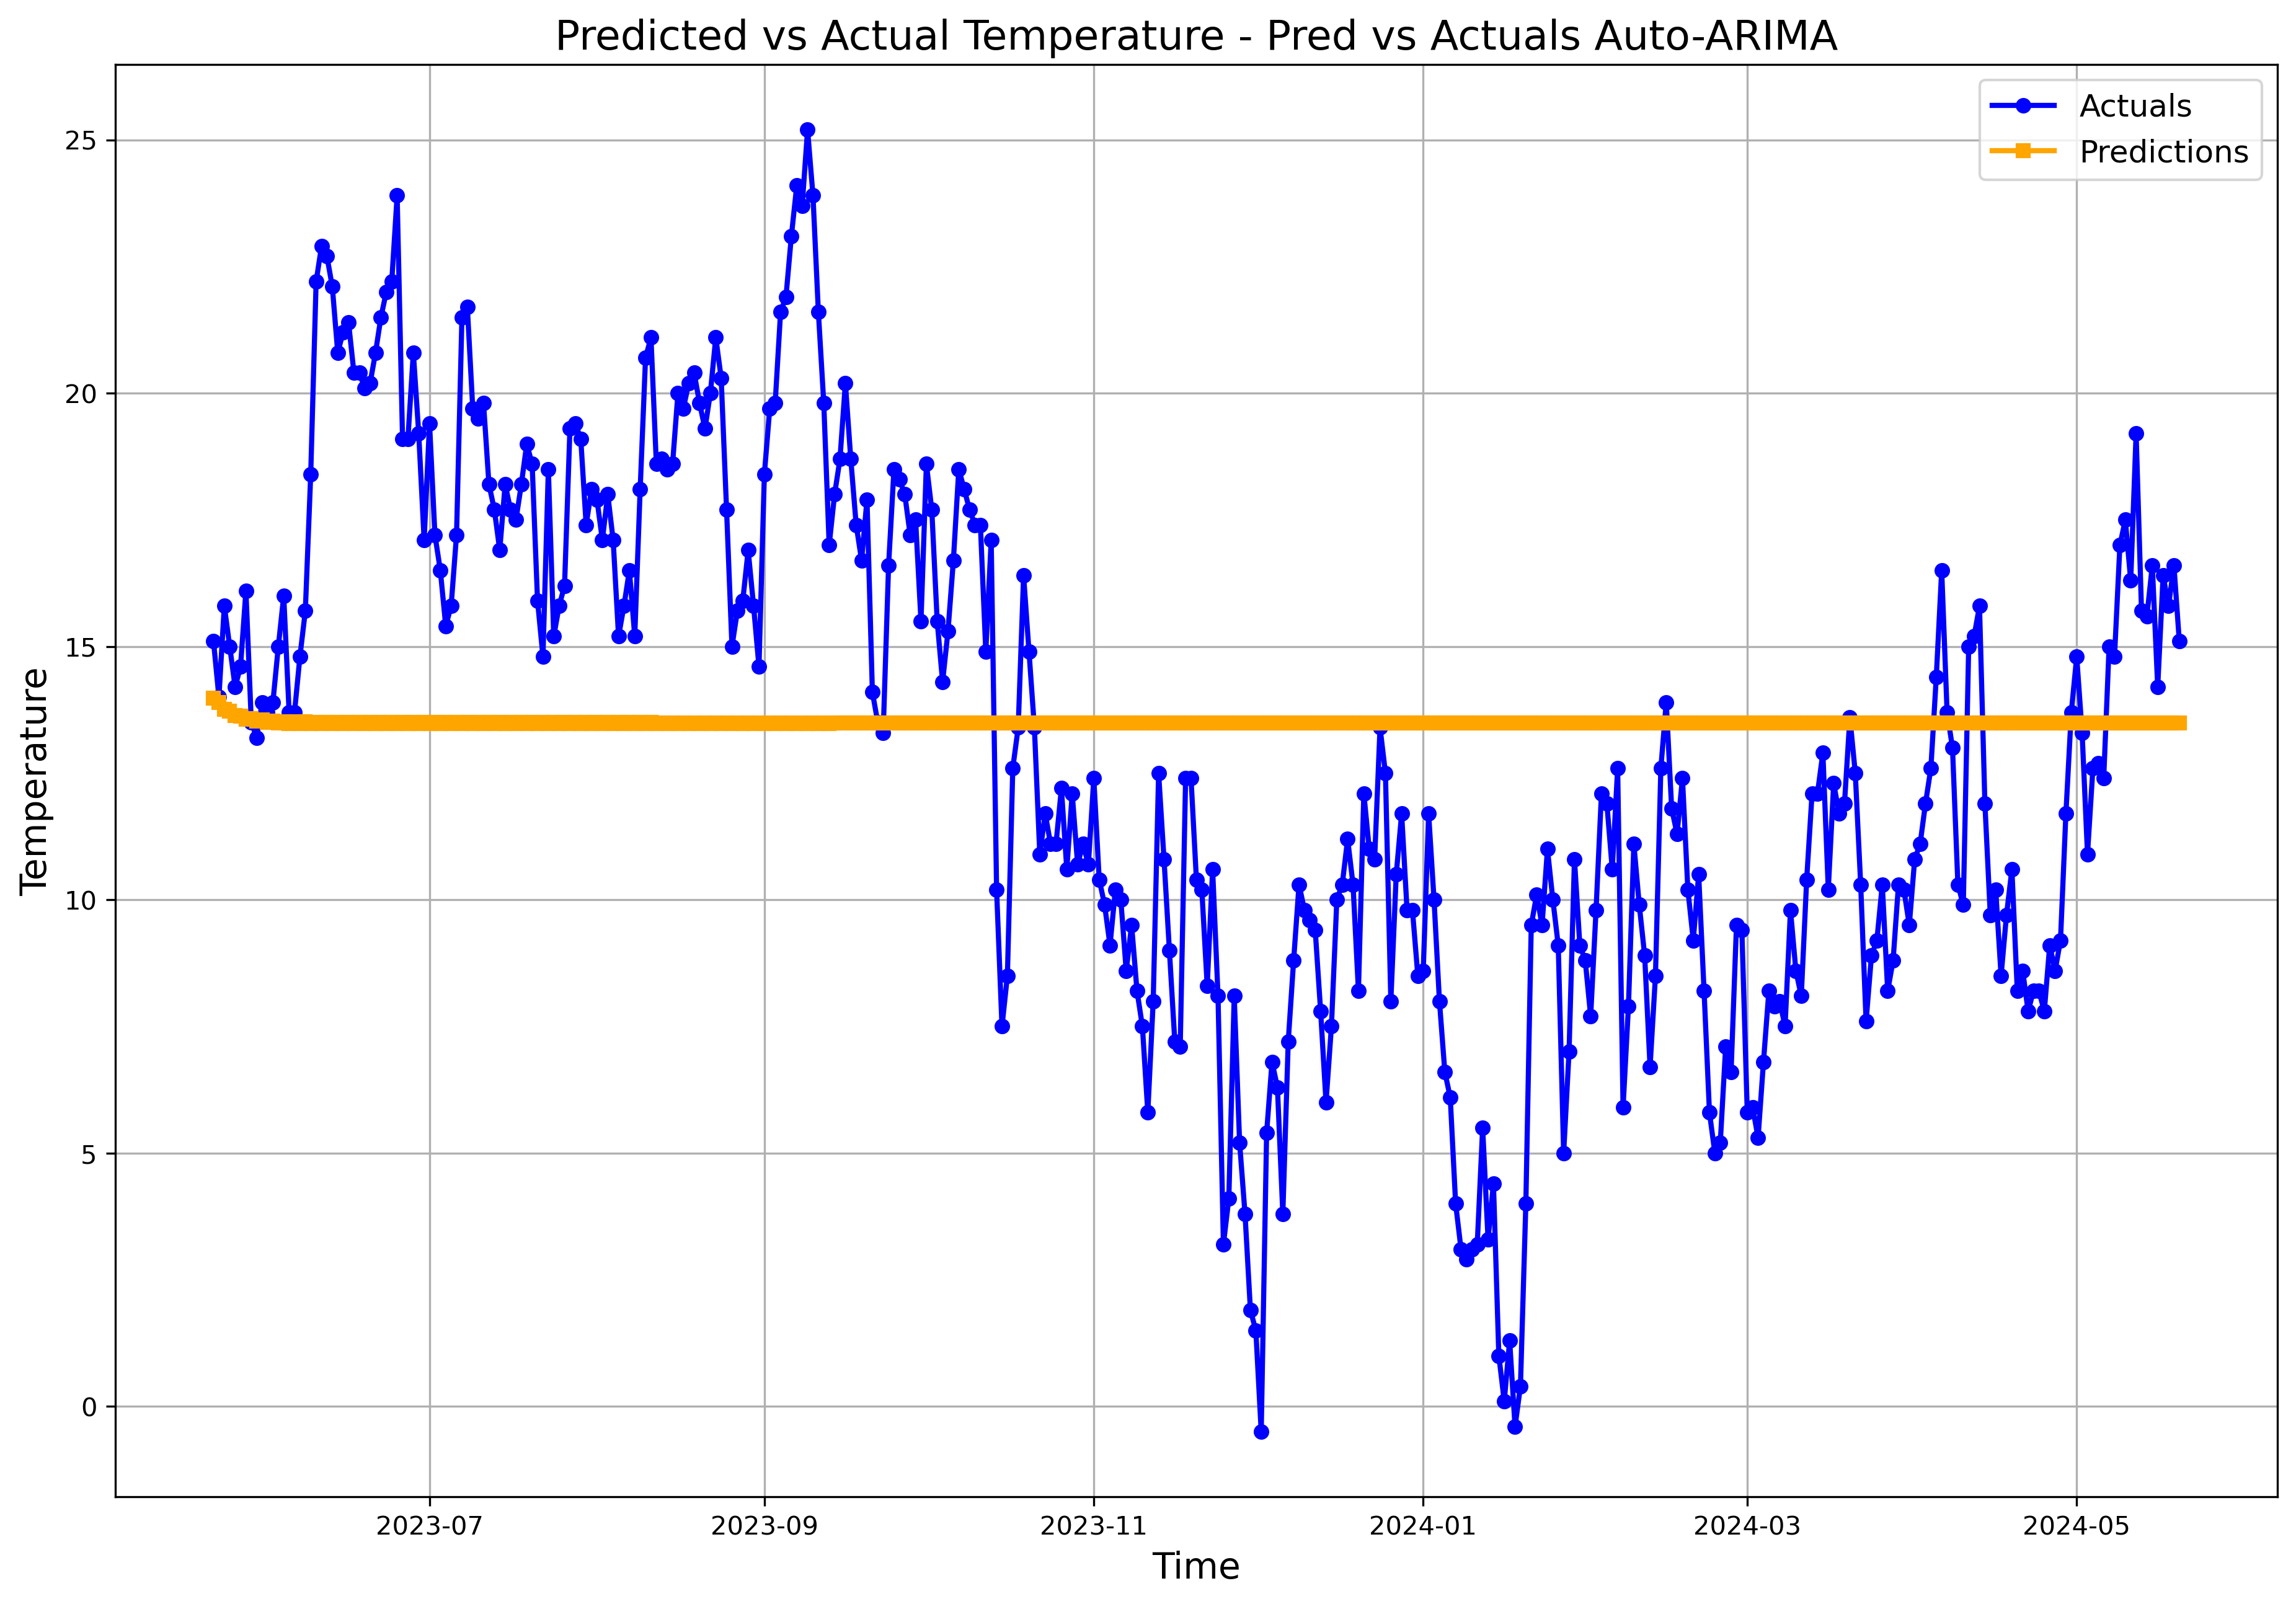 Predicted vs Actual Temperature - Pred vs Actuals Auto-ARIMA
Actuals
Predictions
25
20
15
10
5
0
Temperature
2023-07
2023-09
2023-11
2024-01
2024-03
2024-05
Time